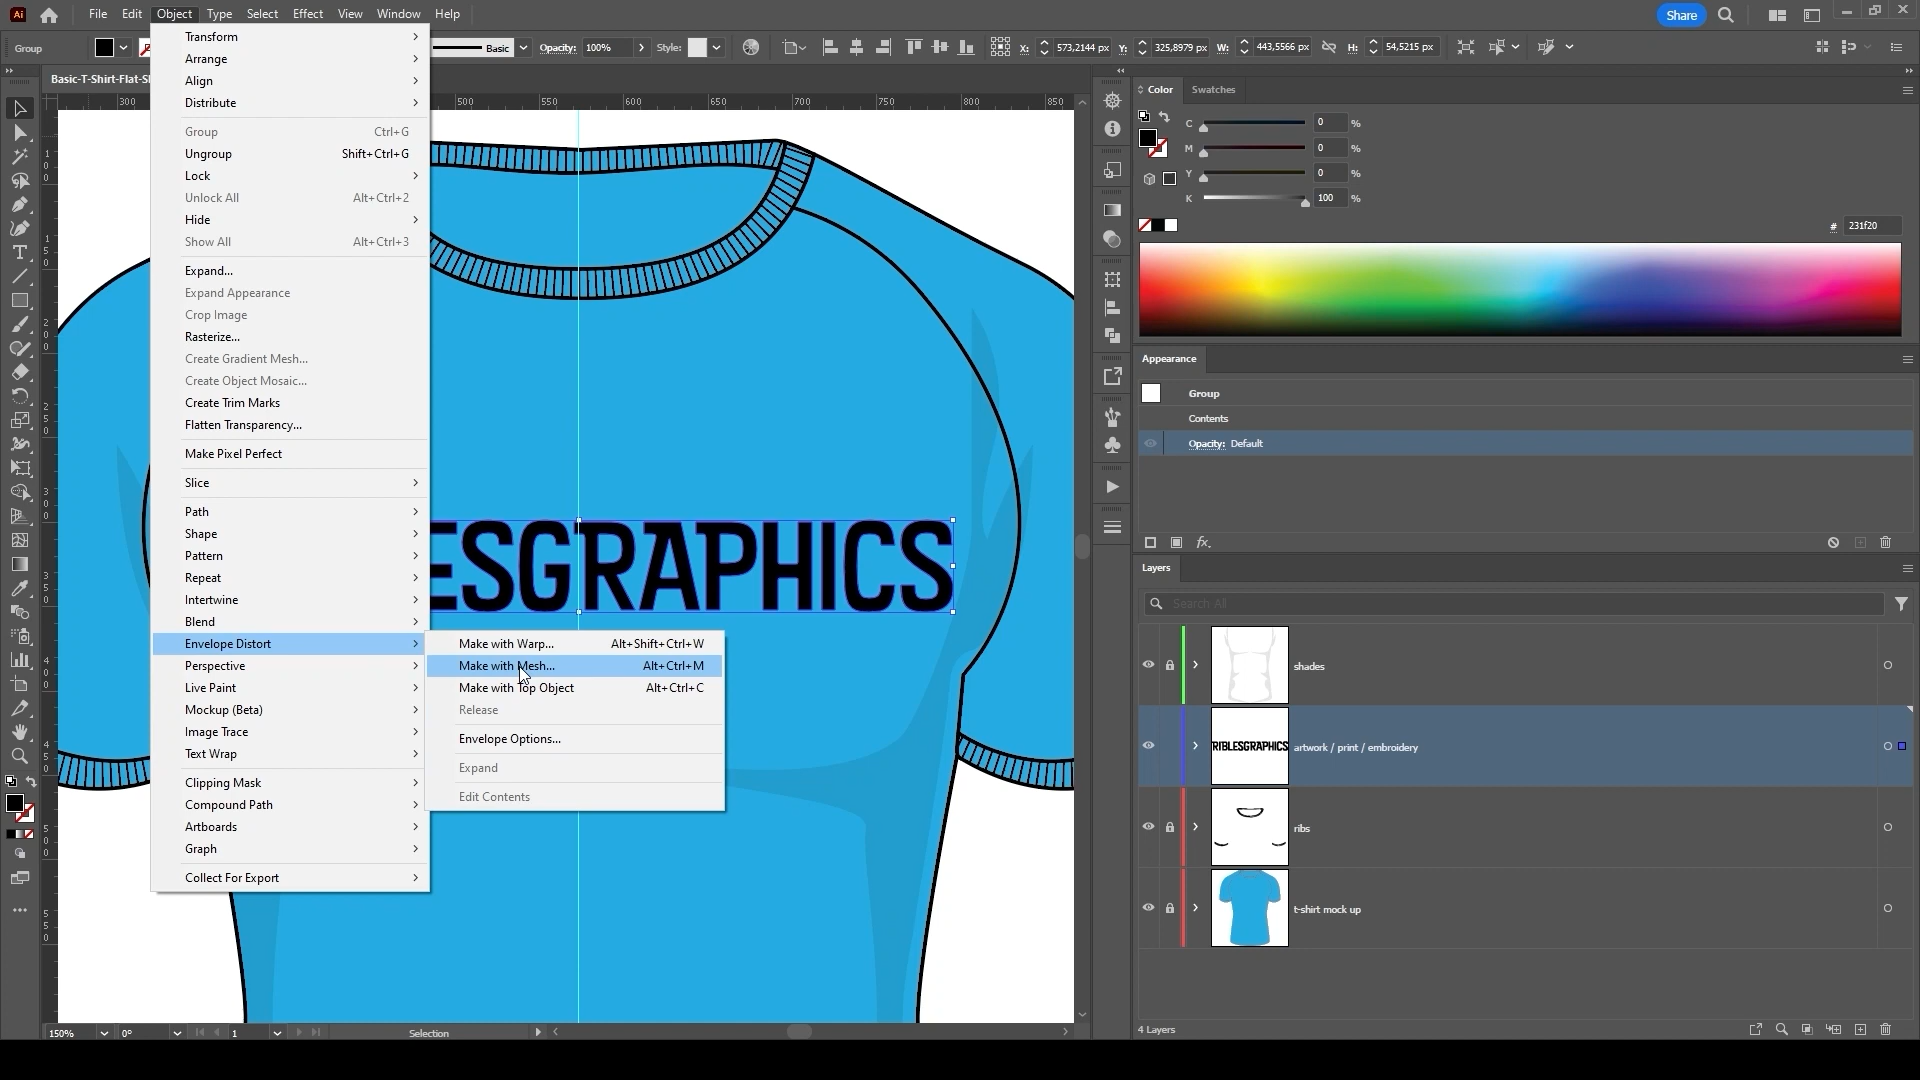 Ai File Edit Object Type Select Effect View Window Help Share
Group Basic Opacity: 100% Style: X: 573,2144 px Y: 325,8979 px W: 443,5566 px H: 54,5215 px
Basic-T-Shirt-Flat-S
300 500 550 600 650 700 750 800 850
Transform
Arrange
Align
Distribute
Group Ctrl+G
Ungroup Shift+Ctrl+G
Lock
Unlock All Alt+Ctrl+2
Hide
Show All Alt+Ctrl+3
Expand...
Expand Appearance
Crop Image
Rasterize...
Create Gradient Mesh...
Create Object Mosaic...
Create Trim Marks
Flatten Transparency...
Make Pixel Perfect
Slice
Path
Shape
Pattern
Repeat
Intertwine
Blend
Envelope Distort
Perspective
Live Paint
Mockup (Beta)
Image Trace
Text Wrap
Clipping Mask
Compound Path
Artboards
Graph
Collect For Export
Make with Warp... Alt+Shift+Ctrl+W
Make with Mesh... Alt+Ctrl+M
Make with Top Object Alt+Ctrl+C
Release
Envelope Options...
Expand
Edit Contents
ESGRAPHICS
Color Swatches
C 0 %
M 0 %
Y 0 %
K 100 %
# 231f20
Appearance
Group
Contents
Opacity: Default
fx.
Layers
Search All
shades
TRIBLESGRAPHICS artwork / print / embroidery
ribs
t-shirt mock up
4 Layers
150% 0° 1 Selection